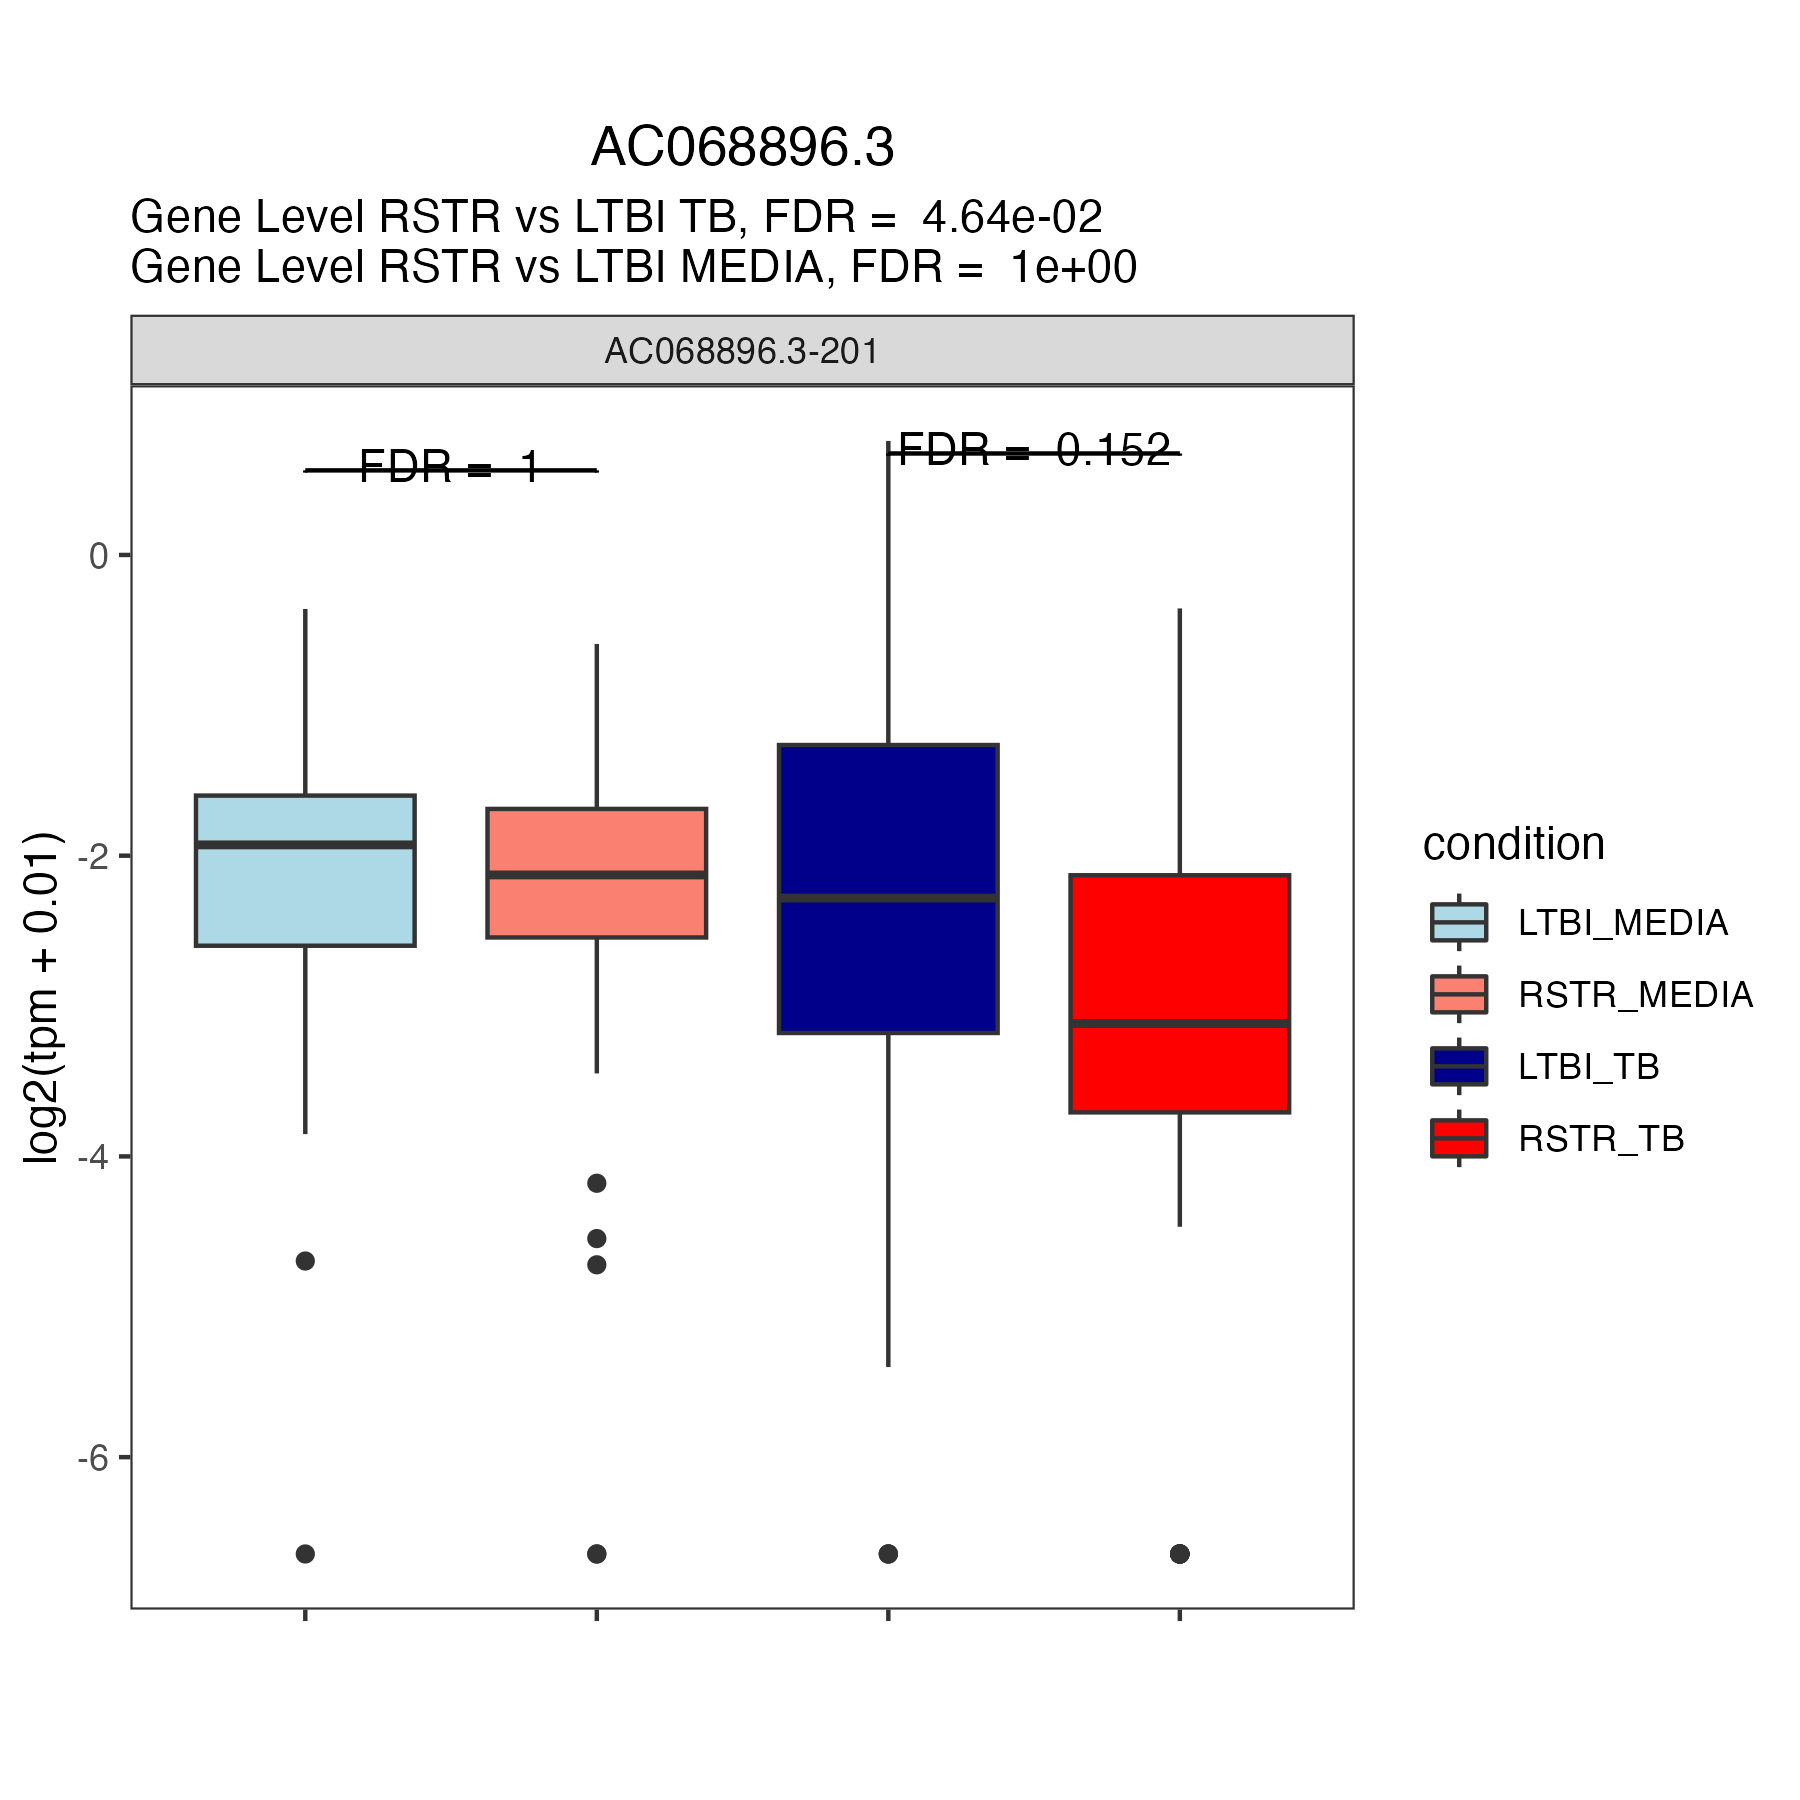 AC068896.3
Gene Level RSTR vs LTBI TB, FDR =  4.64e-02
Gene Level RSTR vs LTBI MEDIA, FDR =  1e+00
AC068896.3-201
FDR =  1
FDR =  0.152
0
-2
-4
-6
log2(tpm + 0.01)
condition
LTBI_MEDIA
RSTR_MEDIA
LTBI_TB
RSTR_TB